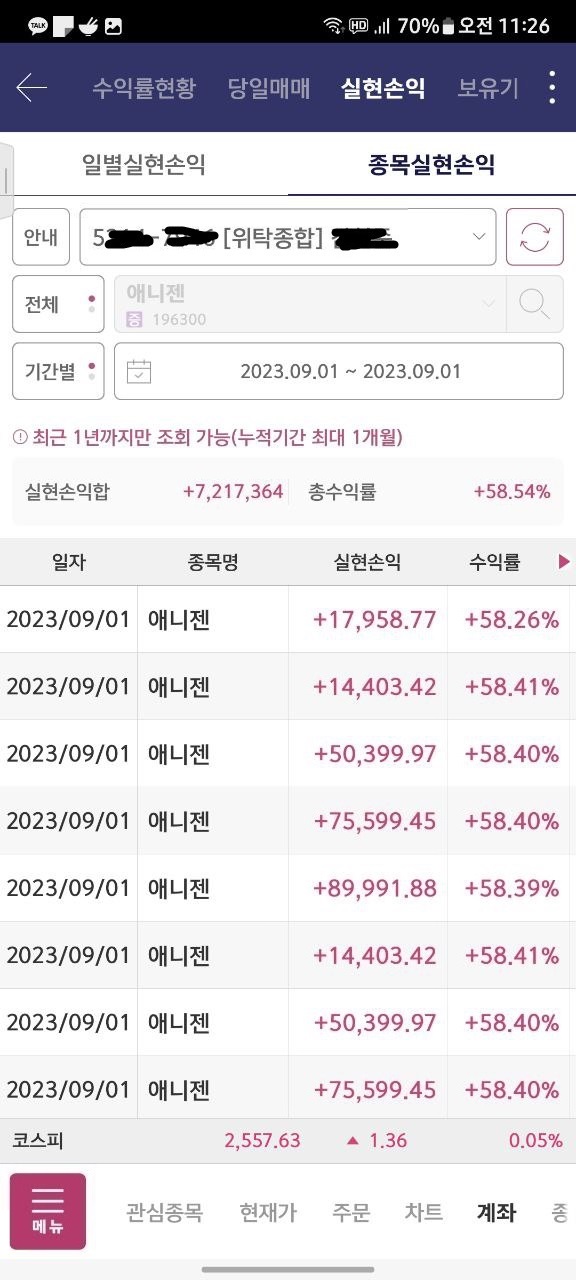 TALK HD 70% 오전 11:26
수익률현황 당일매매 실현손익 보유기
일별실현손익 종목실현손익
안내 5 [위탁종합]
전체 애니젠
증 196300
기간별 2023.09.01 ~ 2023.09.01
최근 1년까지만 조회 가능(누적기간 최대 1개월)
실현손익합 +7,217,364 총수익률 +58.54%
일자 종목명 실현손익 수익률
2023/09/01 애니젠 +17,958.77 +58.26%
2023/09/01 애니젠 +14,403.42 +58.41%
2023/09/01 애니젠 +50,399.97 +58.40%
2023/09/01 애니젠 +75,599.45 +58.40%
2023/09/01 애니젠 +89,991.88 +58.39%
2023/09/01 애니젠 +14,403.42 +58.41%
2023/09/01 애니젠 +50,399.97 +58.40%
2023/09/01 애니젠 +75,599.45 +58.40%
코스피 2,557.63 ▲ 1.36 0.05%
메뉴 관심종목 현재가 주문 차트 계좌 종